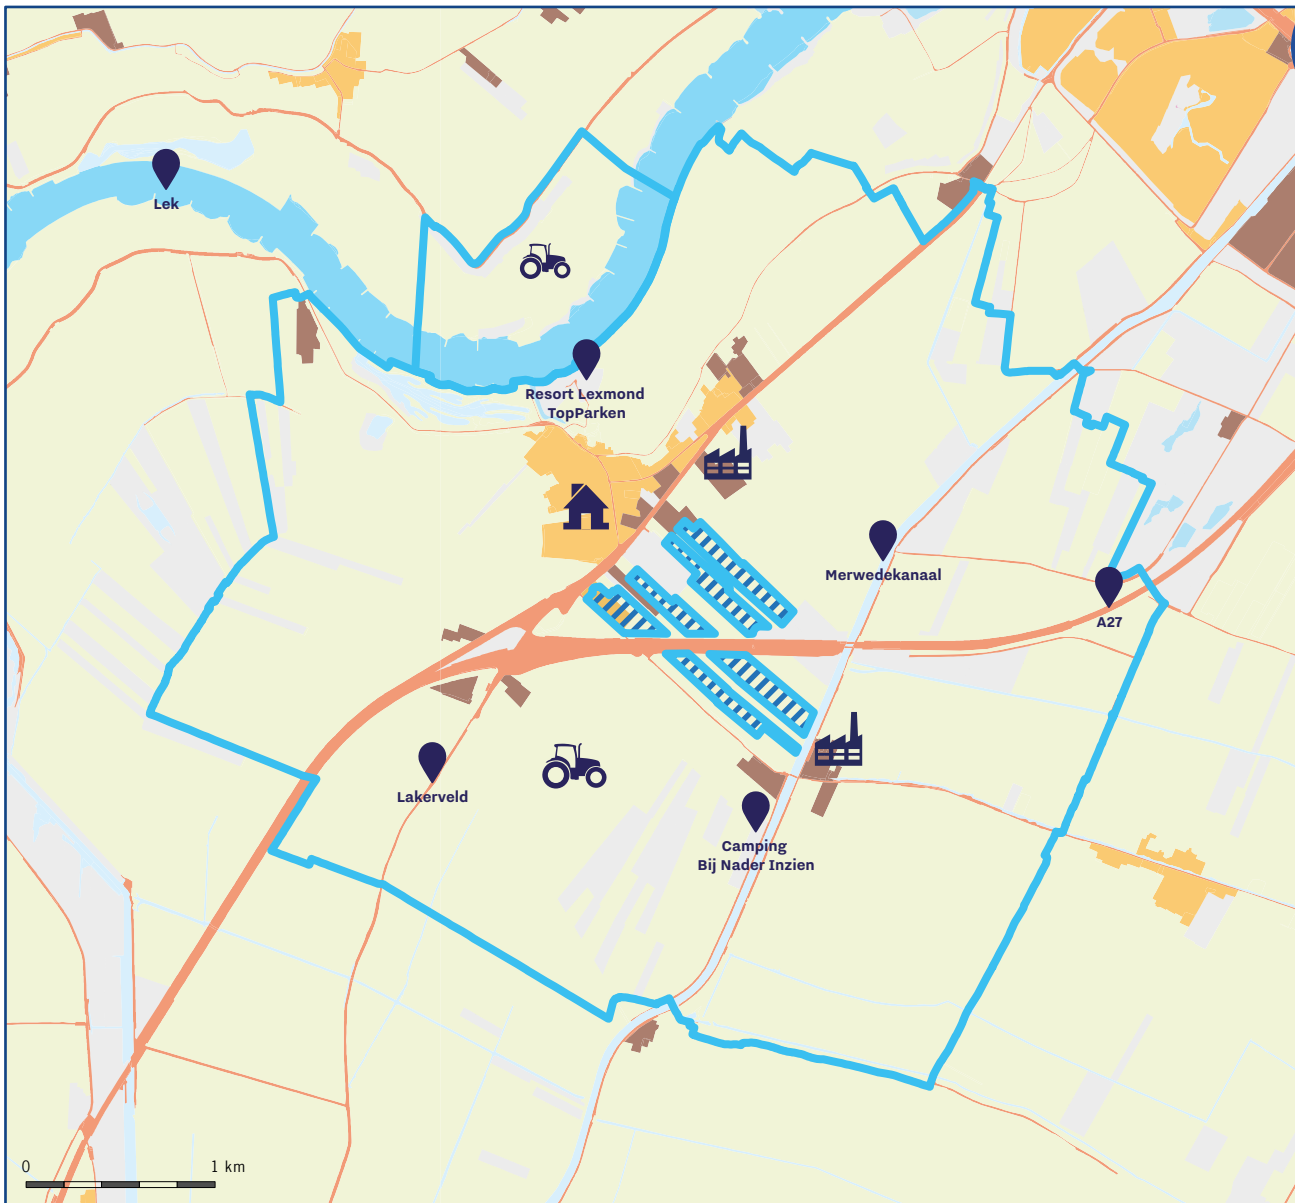 Lek
Resort Lexmond
TopParken
Merwedekanaal
A27
Lakerveld
Camping
Bij Nader Inzien
0 1 km